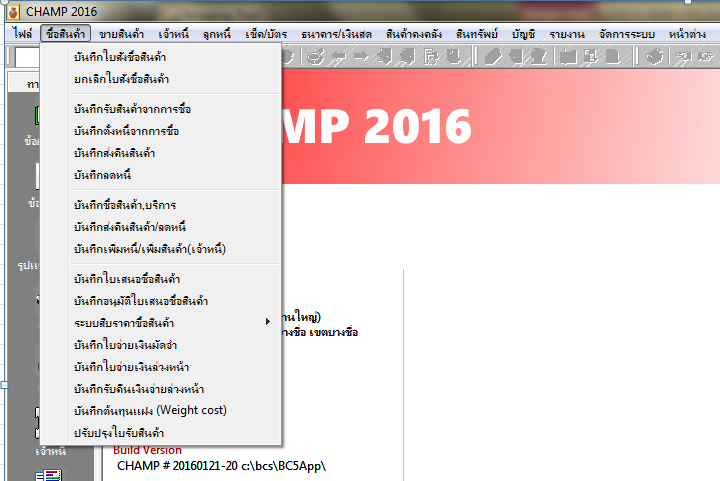 CHAMP 2016
ไฟล์ ซื้อสินค้า ขายสินค้า เจ้าหนี้ ลูกหนี้ เช็ค/บัตร ธนาคาร/เงินสด สินค้าคงคลัง สินทรัพย์ บัญชี รายงาน จัดการระบบ หน้าต่าง
บันทึกใบสั่งซื้อสินค้า
ยกเลิกใบสั่งซื้อสินค้า
บันทึกรับสินค้าจากการซื้อ
บันทึกตั้งหนี้จากการซื้อ
บันทึกส่งคืนสินค้า
บันทึกลดหนี้
บันทึกซื้อสินค้า,บริการ
บันทึกส่งคืนสินค้า/ลดหนี้
บันทึกเพิ่มหนี้/เพิ่มสินค้า(เจ้าหนี้)
บันทึกใบเสนอซื้อสินค้า
บันทึกอนุมัติใบเสนอซื้อสินค้า
ระบบสืบราคาซื้อสินค้า
บันทึกใบจ่ายเงินมัดจำ
บันทึกใบจ่ายเงินล่วงหน้า
บันทึกรับคืนเงินจ่ายล่วงหน้า
บันทึกต้นทุนแฝง (Weight cost)
ปรับปรุงใบรับสินค้า
MP 2016
านใหญ่)
างซื่อ เขตบางซื่อ
เจ้าหนี้
Build Version
CHAMP # 20160121-20 c:\bcs\BC5App\